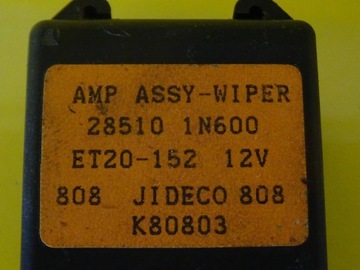 AMP ASSY-WIPER
28510 1N600
ET20-152 12V
808 JIDECO 808
K80803